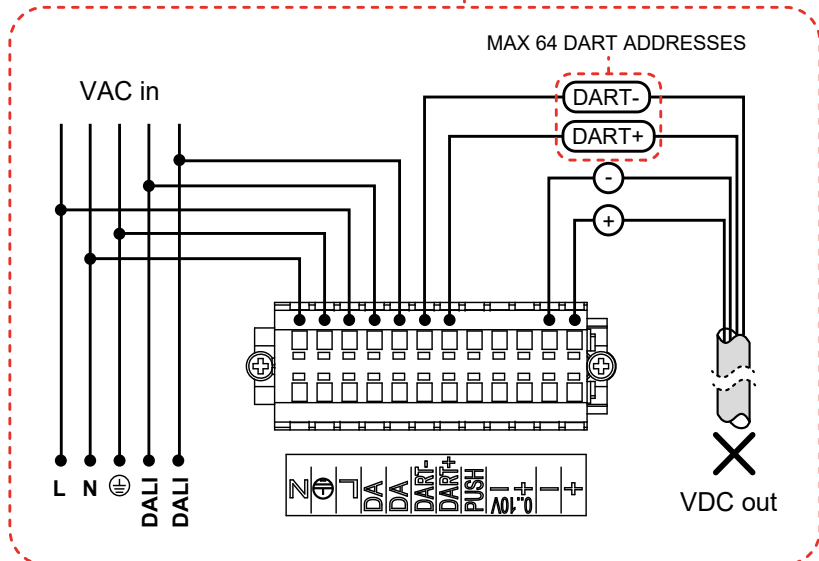 MAX 64 DART ADDRESSES
VAC in
DART-
DART+
-
+
L N DALI DALI
N L DA DA DART- DART+ PUSH - + 0..10V - +
VDC out